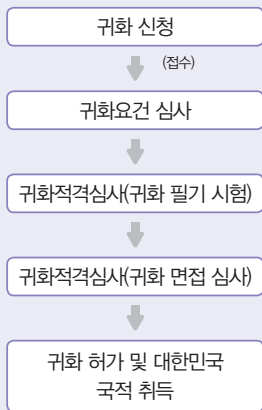 귀화 신청
(접수)
귀화요건 심사
귀화적격심사(귀화 필기 시험)
귀화적격심사(귀화 면접 심사)
귀화 허가 및 대한민국
국적 취득